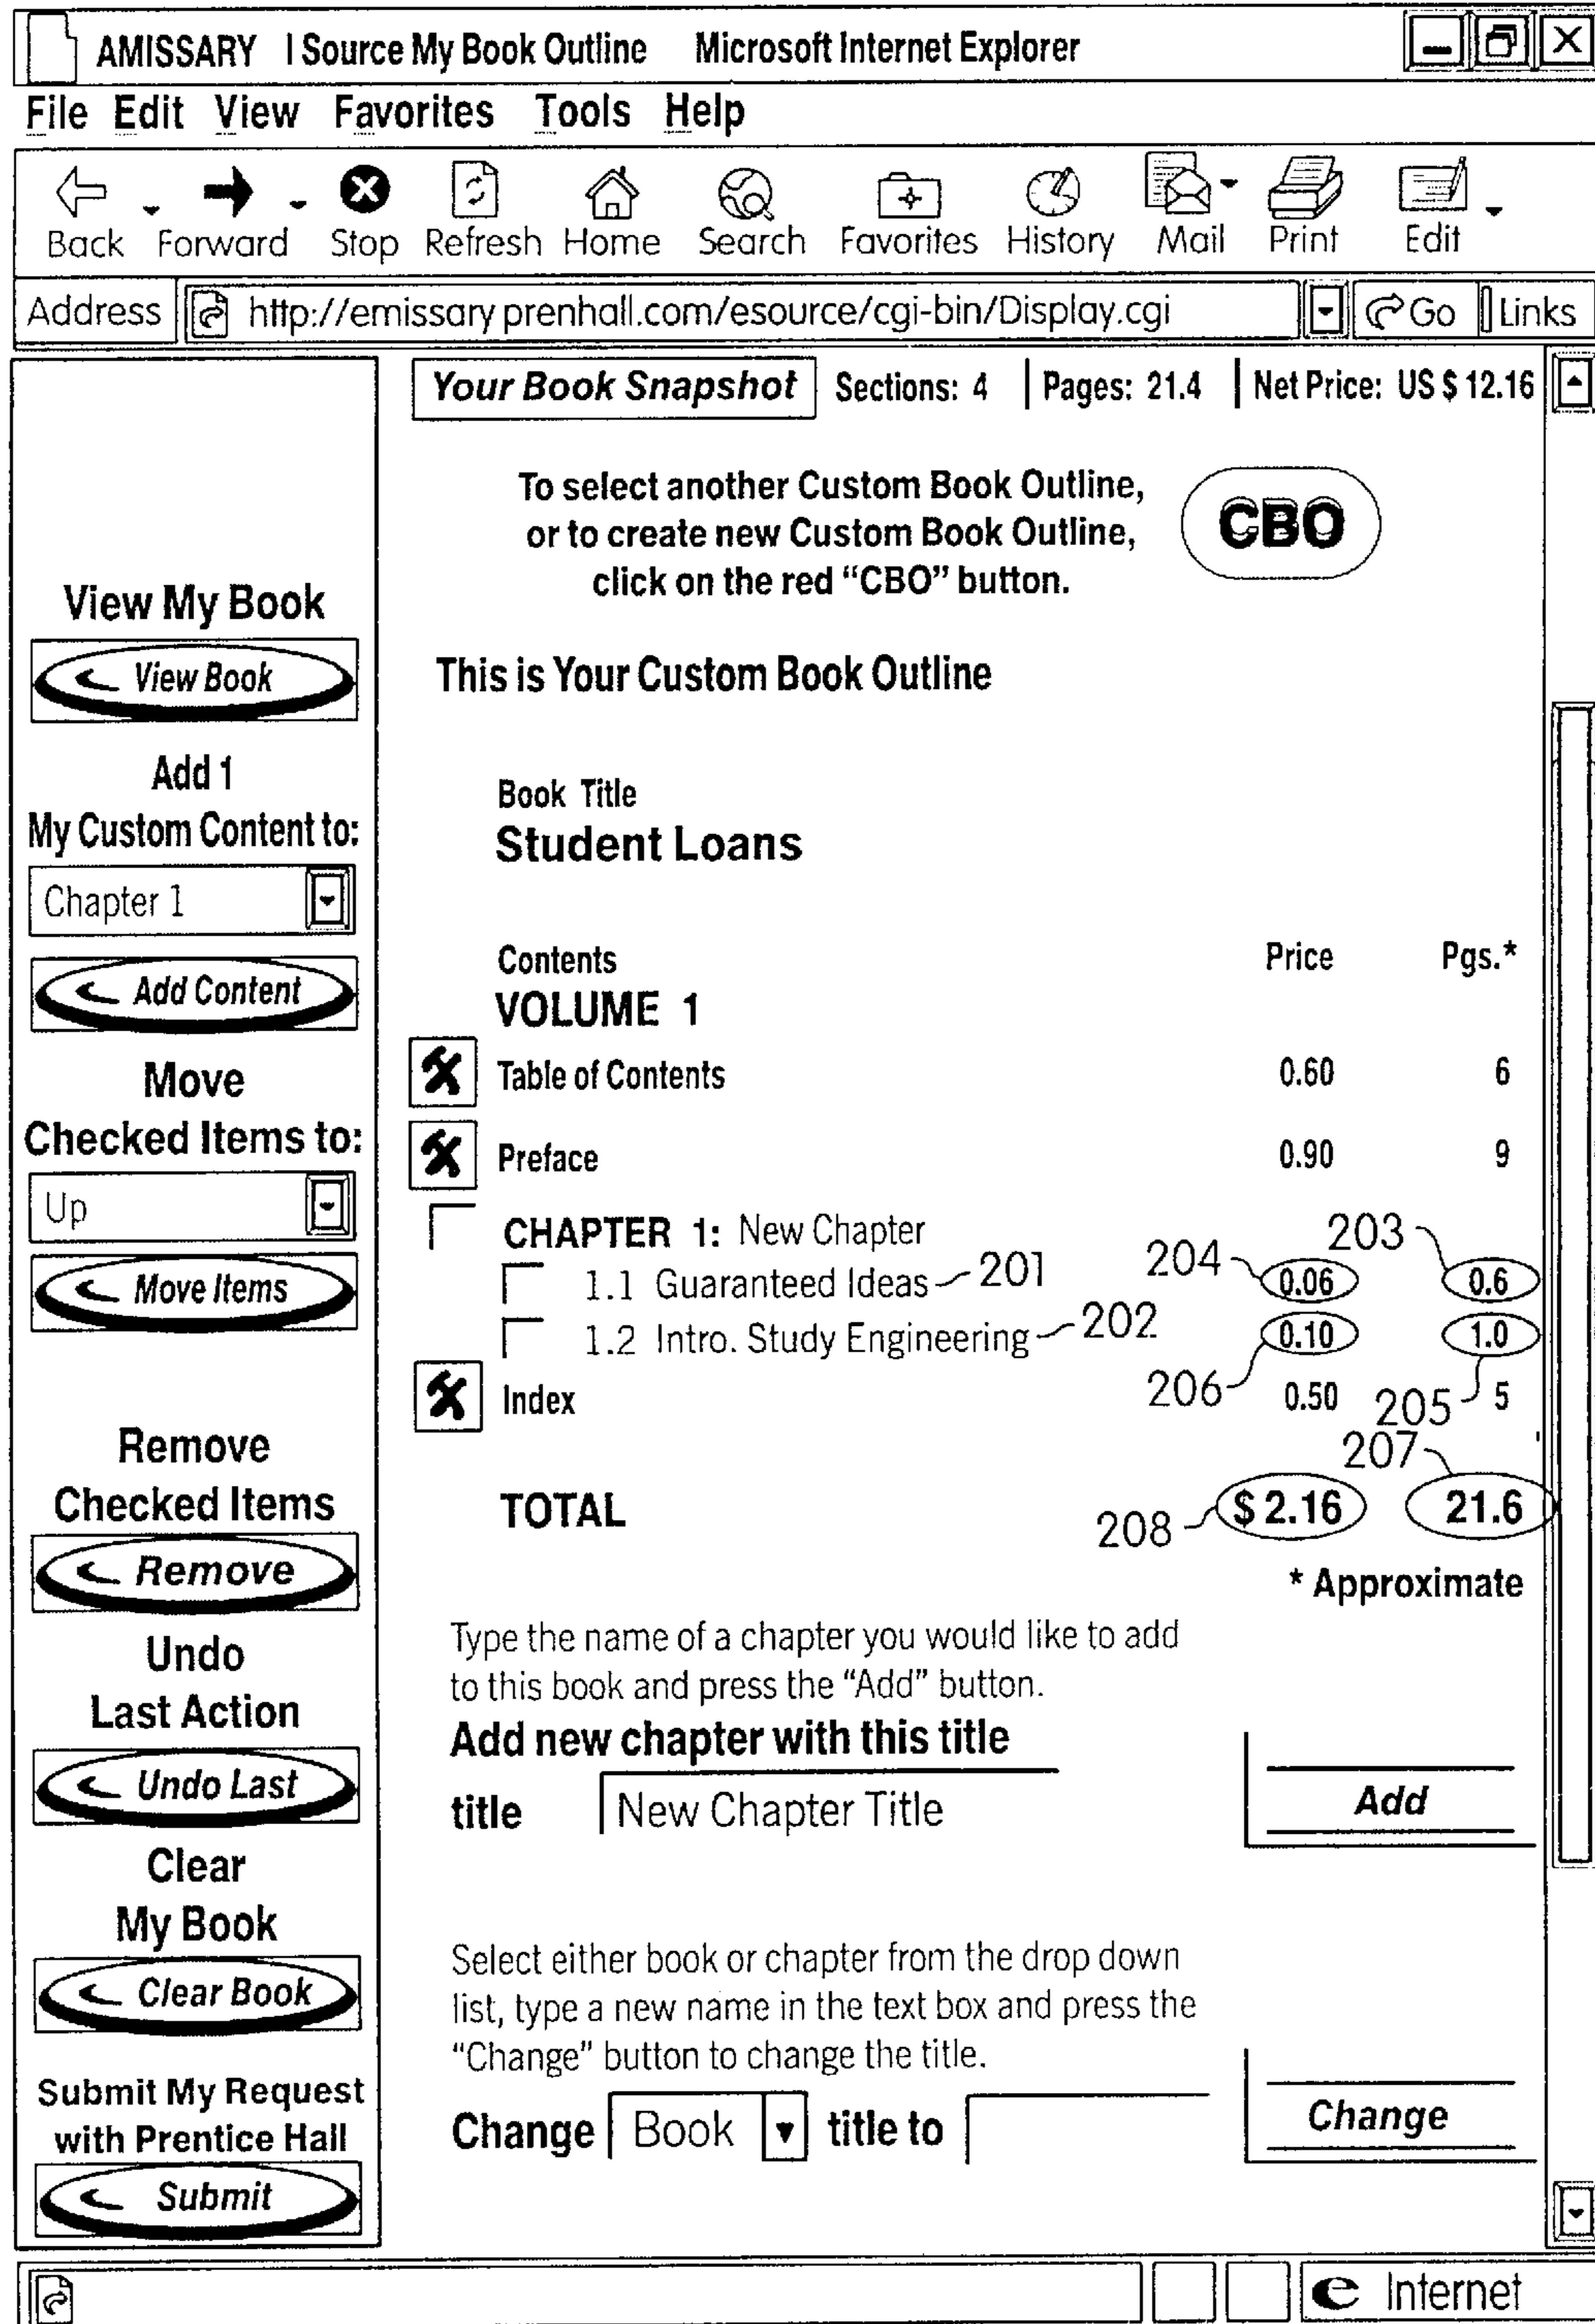 AMISSARY I Source My Book Outline Microsoft Internet Explorer
File Edit View Favorites Tools Help
Back Forward Stop Refresh Home Search Favorites History Mail Print Edit
Address http://emissary prenhall.com/esource/cgi-bin/Display.cgi Go Links
Your Book Snapshot Sections: 4 Pages: 21.4 Net Price: US $ 12.16
To select another Custom Book Outline,
or to create new Custom Book Outline,
click on the red “CBO” button.
CBO
View My Book
View Book
Add 1
My Custom Content to:
Chapter 1
Add Content
Move
Checked Items to:
Up
Move Items
Remove
Checked Items
Remove
Undo
Last Action
Undo Last
Clear
My Book
Clear Book
Submit My Request
with Prentice Hall
Submit
This is Your Custom Book Outline
Book Title
Student Loans
Contents Price Pgs.*
VOLUME 1
Table of Contents 0.60 6
Preface 0.90 9
CHAPTER 1: New Chapter 203
1.1 Guaranteed Ideas 201 204 0.06 0.6
1.2 Intro. Study Engineering 202 0.10 1.0
Index 206 0.50 205 5
207
TOTAL 208 $ 2.16 21.6
* Approximate
Type the name of a chapter you would like to add
to this book and press the “Add” button.
Add new chapter with this title
title New Chapter Title Add
Select either book or chapter from the drop down
list, type a new name in the text box and press the
“Change” button to change the title.
Change Book title to Change
e Internet